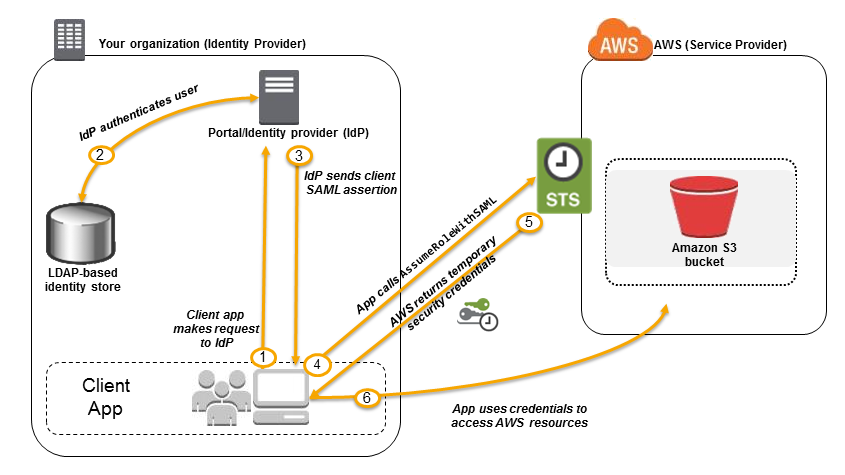 Your organization (Identity Provider)
AWS
AWS (Service Provider)
IdP authenticates user
Portal/Identity provider (IdP)
2
3
IdP sends client
SAML assertion
STS
5
Amazon S3
bucket
LDAP-based
identity store
App calls AssumeRoleWithSAML
AWS returns temporary
security credentials
Client app
makes request
to IdP
1
4
Client
App
6
App uses credentials to
access AWS resources